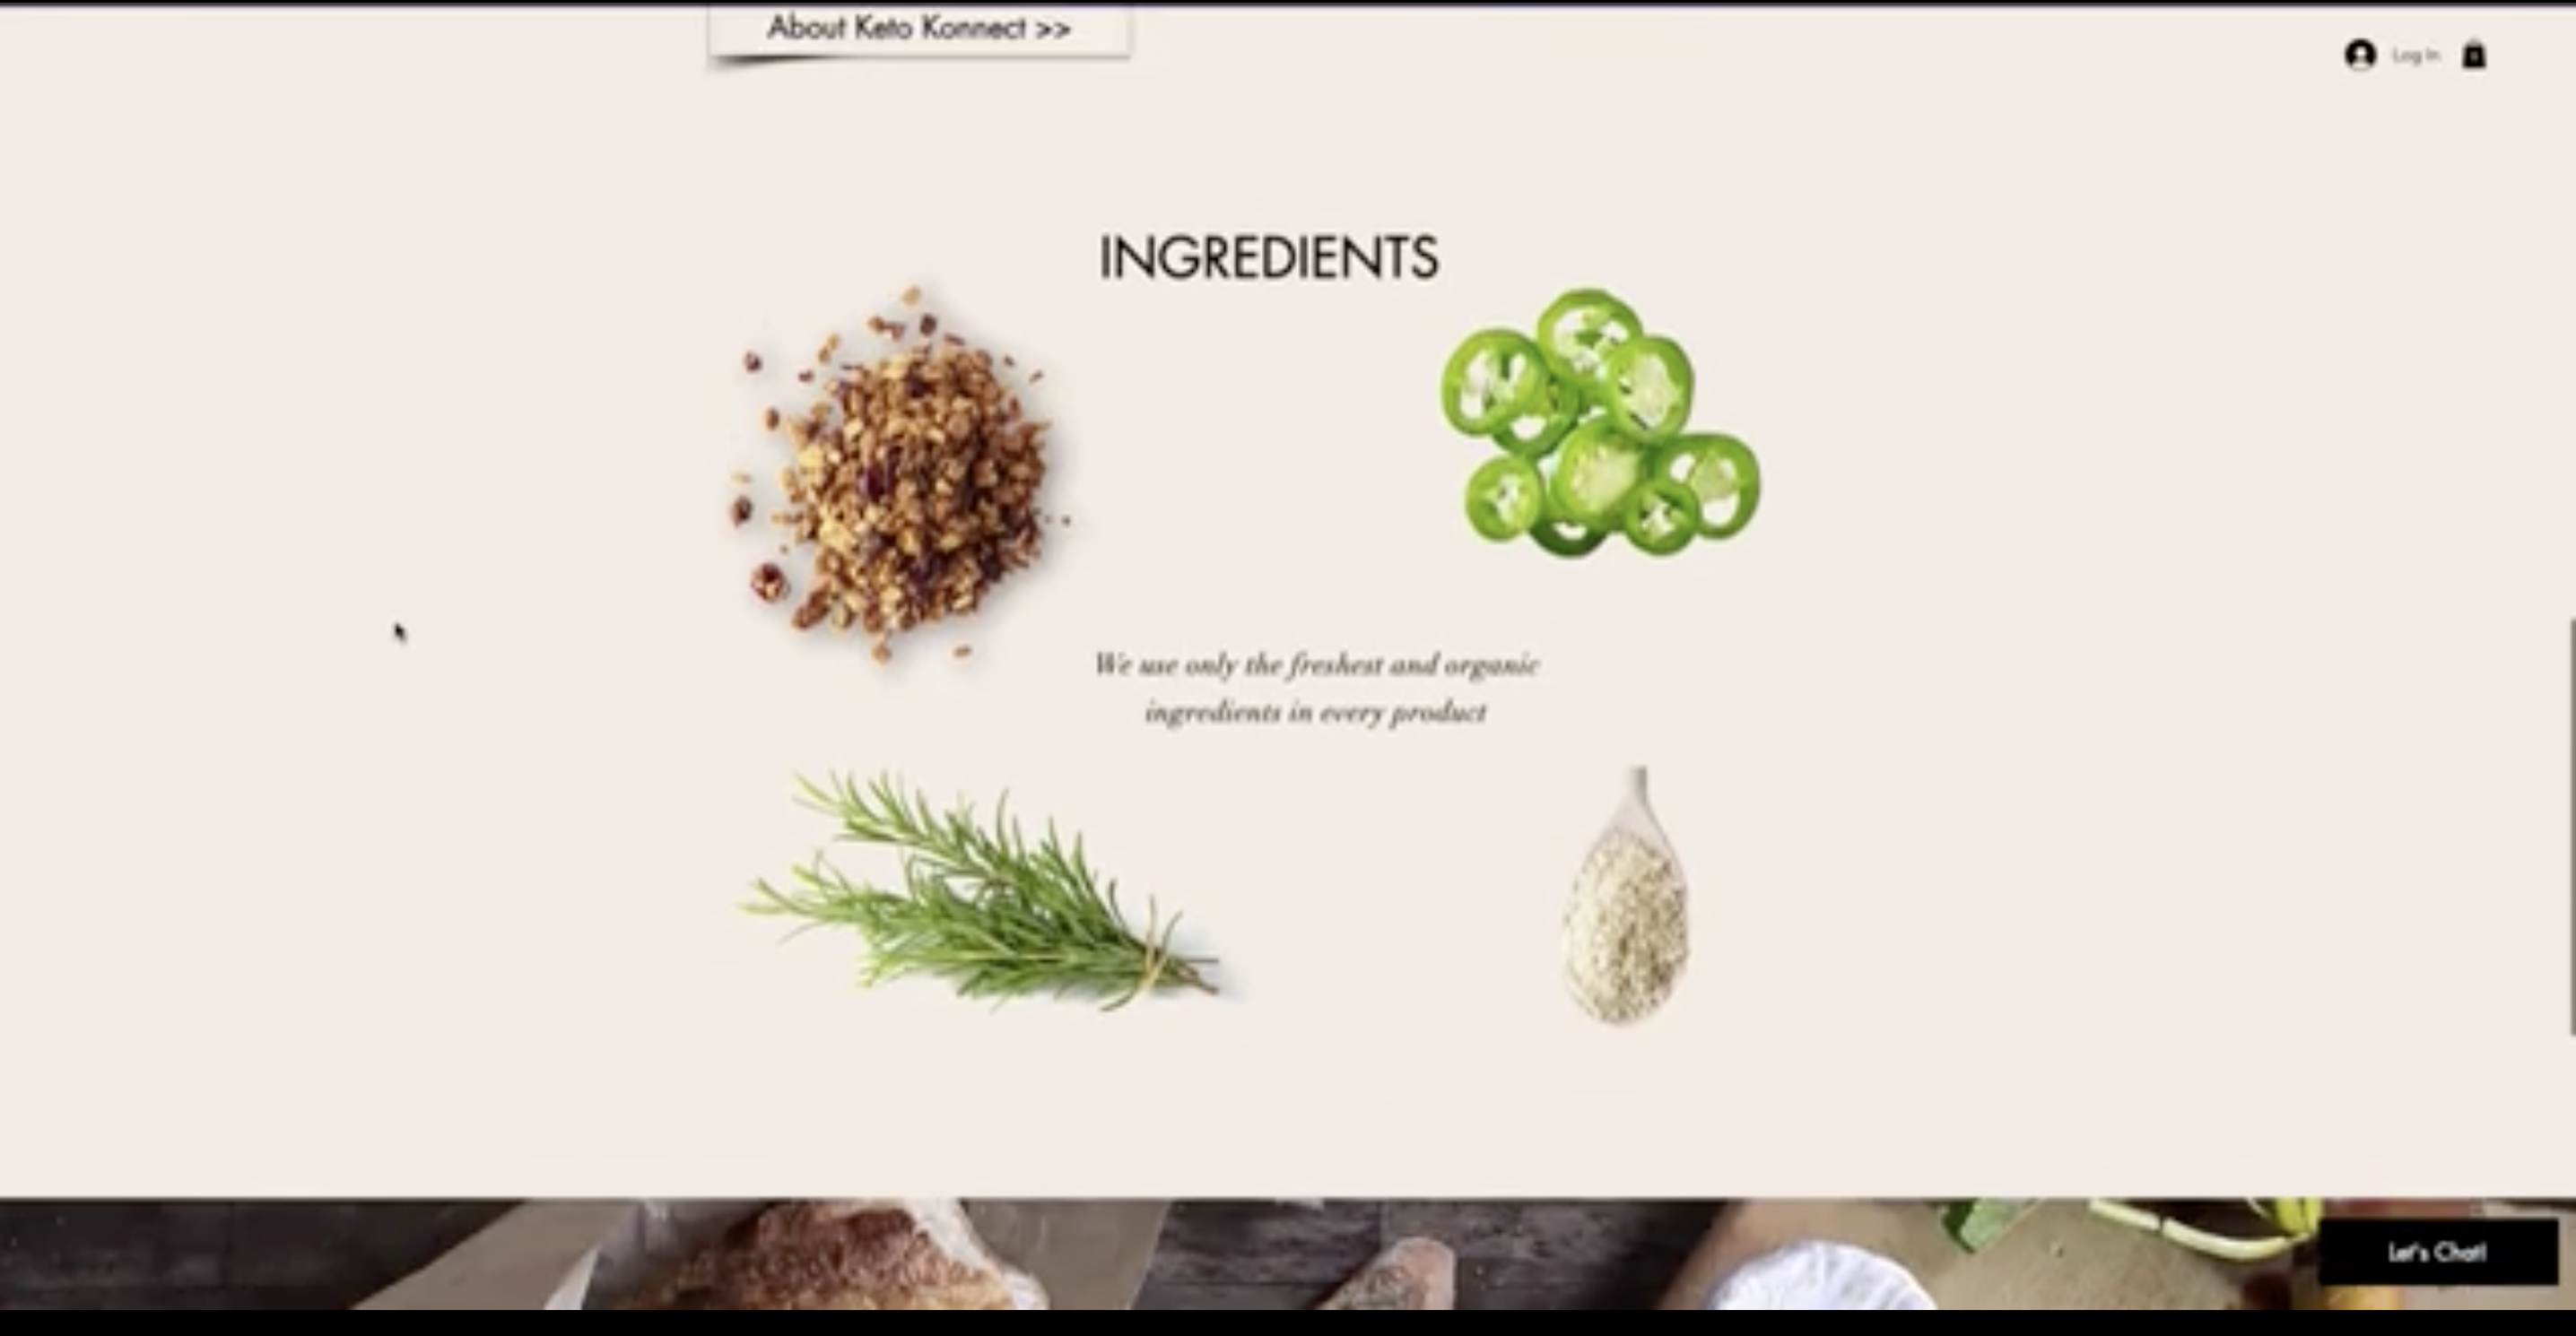 About Keto Konnect >>
Log In
INGREDIENTS
We use only the freshest and organic
ingredients in every product
Let's Chat!